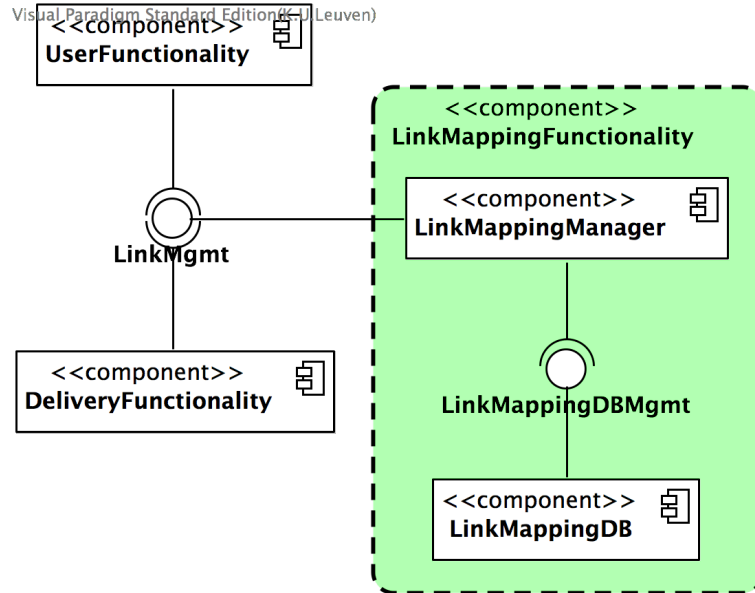 Visual Paradigm Standard Edition(K.U.Leuven)
<<component>>
UserFunctionality
<<component>>
LinkMappingFunctionality
<<component>>
LinkMappingManager
LinkMgmt
<<component>>
DeliveryFunctionality
LinkMappingDBMgmt
<<component>>
LinkMappingDB